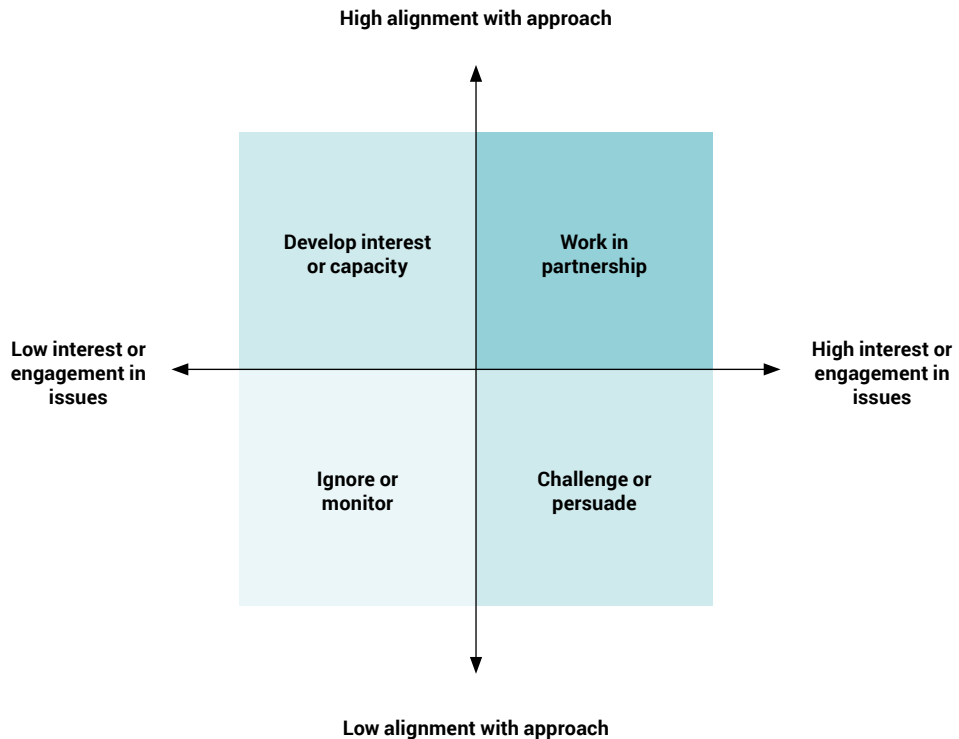 High alignment with approach
Develop interest
or capacity
Work in
partnership
Low interest or
engagement in
issues
High interest or
engagement in
issues
Ignore or
monitor
Challenge or
persuade
Low alignment with approach